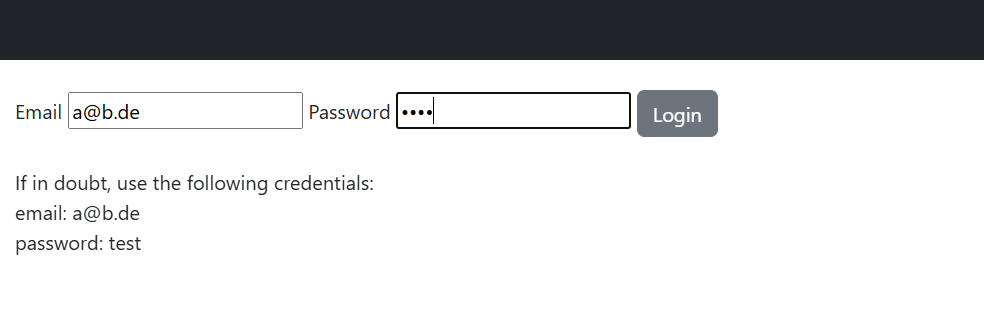 Email a@b.de Password •••• Login
If in doubt, use the following credentials:
email: a@b.de
password: test